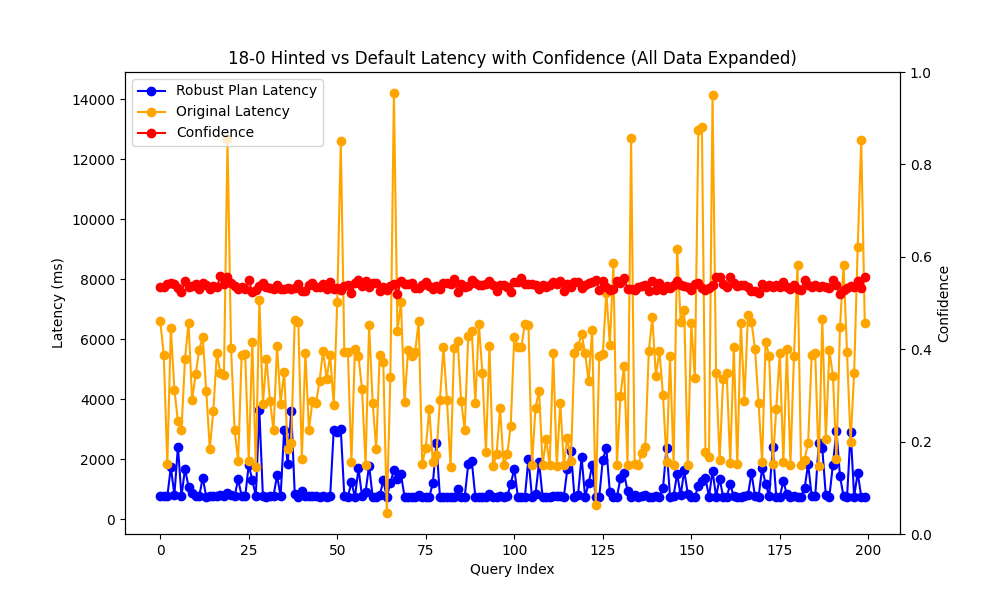 18-0 Hinted vs Default Latency with Confidence (All Data Expanded)
Robust Plan Latency
Original Latency
Confidence
Latency (ms)
14000
12000
10000
8000
6000
4000
2000
0
1.0
0.8
0.6
0.4
0.2
0.0
Confidence
0 25 50 75 100 125 150 175 200
Query Index